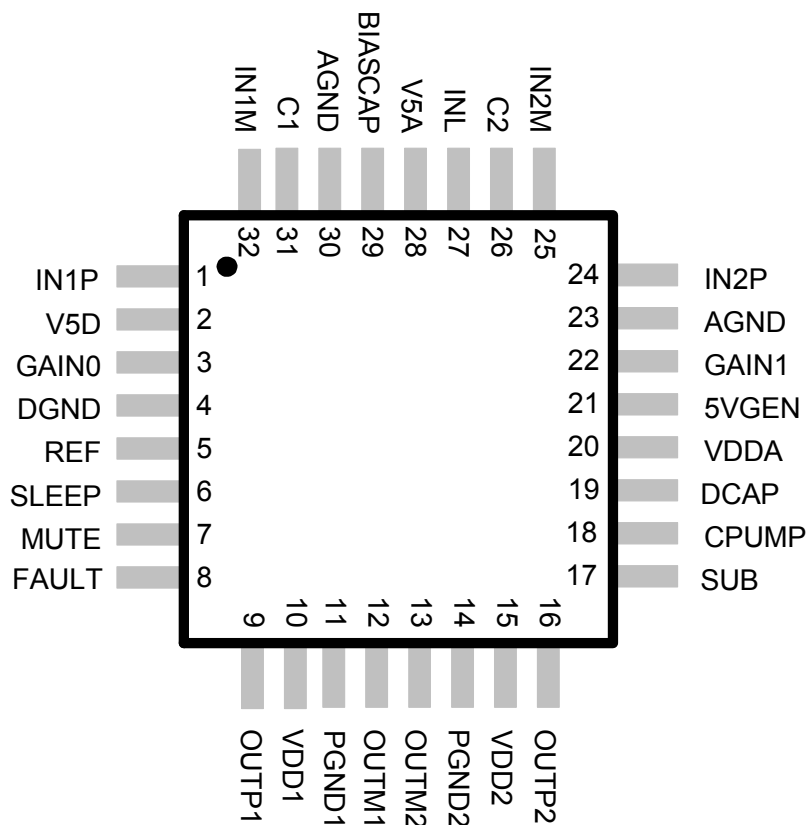 IN1M
C1
AGND
BIASCAP
V5A
INL
C2
IN2M
32
31
30
29
28
27
26
25
IN1P 1
V5D 2
GAIN0 3
DGND 4
REF 5
SLEEP 6
MUTE 7
FAULT 8
24 IN2P
23 AGND
22 GAIN1
21 5VGEN
20 VDDA
19 DCAP
18 CPUMP
17 SUB
9
10
11
12
13
14
15
16
OUTP1
VDD1
PGND1
OUTM1
OUTM2
PGND2
VDD2
OUTP2